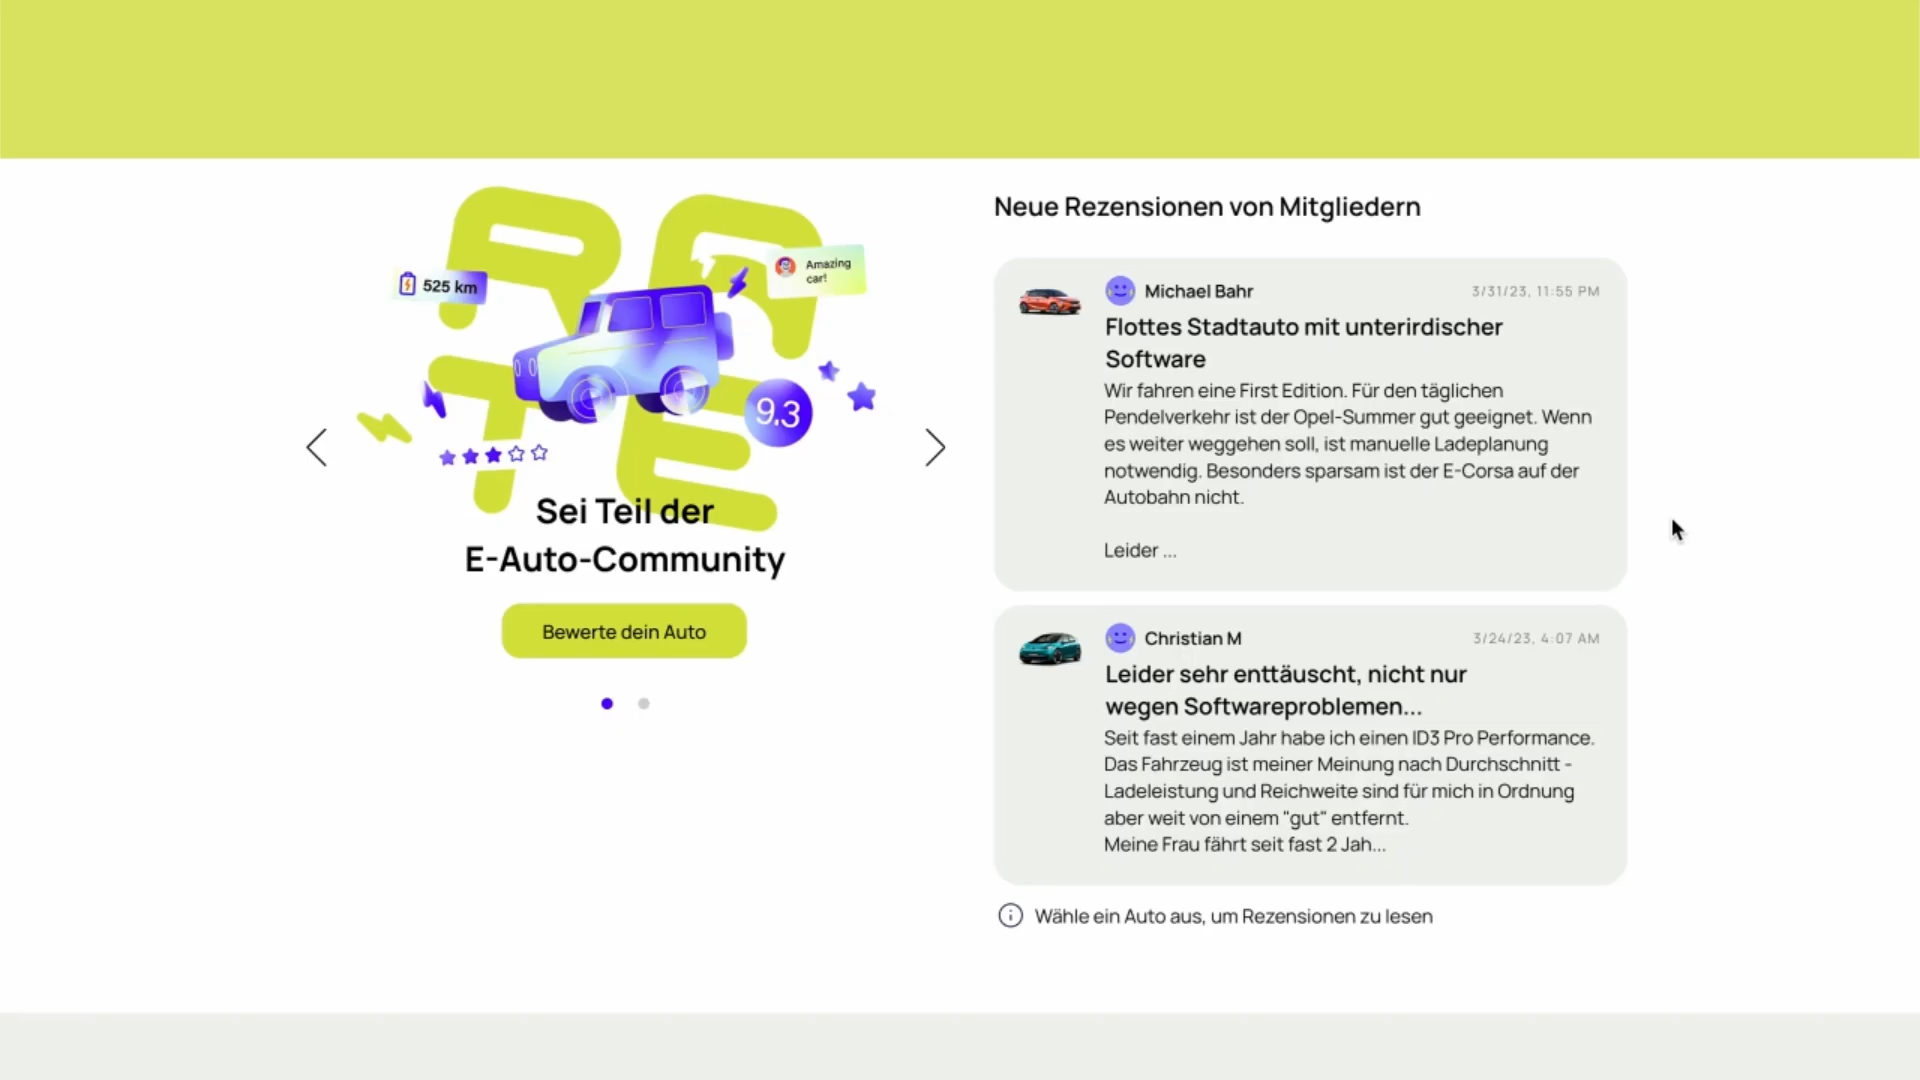 RATE
525 km
Amazing
car!
9.3
Sei Teil der
E-Auto-Community
Bewerte dein Auto
Neue Rezensionen von Mitgliedern
Michael Bahr
3/31/23, 11:55 PM
Flottes Stadtauto mit unterirdischer
Software
Wir fahren eine First Edition. Für den täglichen
Pendelverkehr ist der Opel-Summer gut geeignet. Wenn
es weiter weggehen soll, ist manuelle Ladeplanung
notwendig. Besonders sparsam ist der E-Corsa auf der
Autobahn nicht.
Leider ...
Christian M
3/24/23, 4:07 AM
Leider sehr enttäuscht, nicht nur
wegen Softwareproblemen...
Seit fast einem Jahr habe ich einen ID3 Pro Performance.
Das Fahrzeug ist meiner Meinung nach Durchschnitt -
Ladeleistung und Reichweite sind für mich in Ordnung
aber weit von einem "gut" entfernt.
Meine Frau fährt seit fast 2 Jah...
Wähle ein Auto aus, um Rezensionen zu lesen